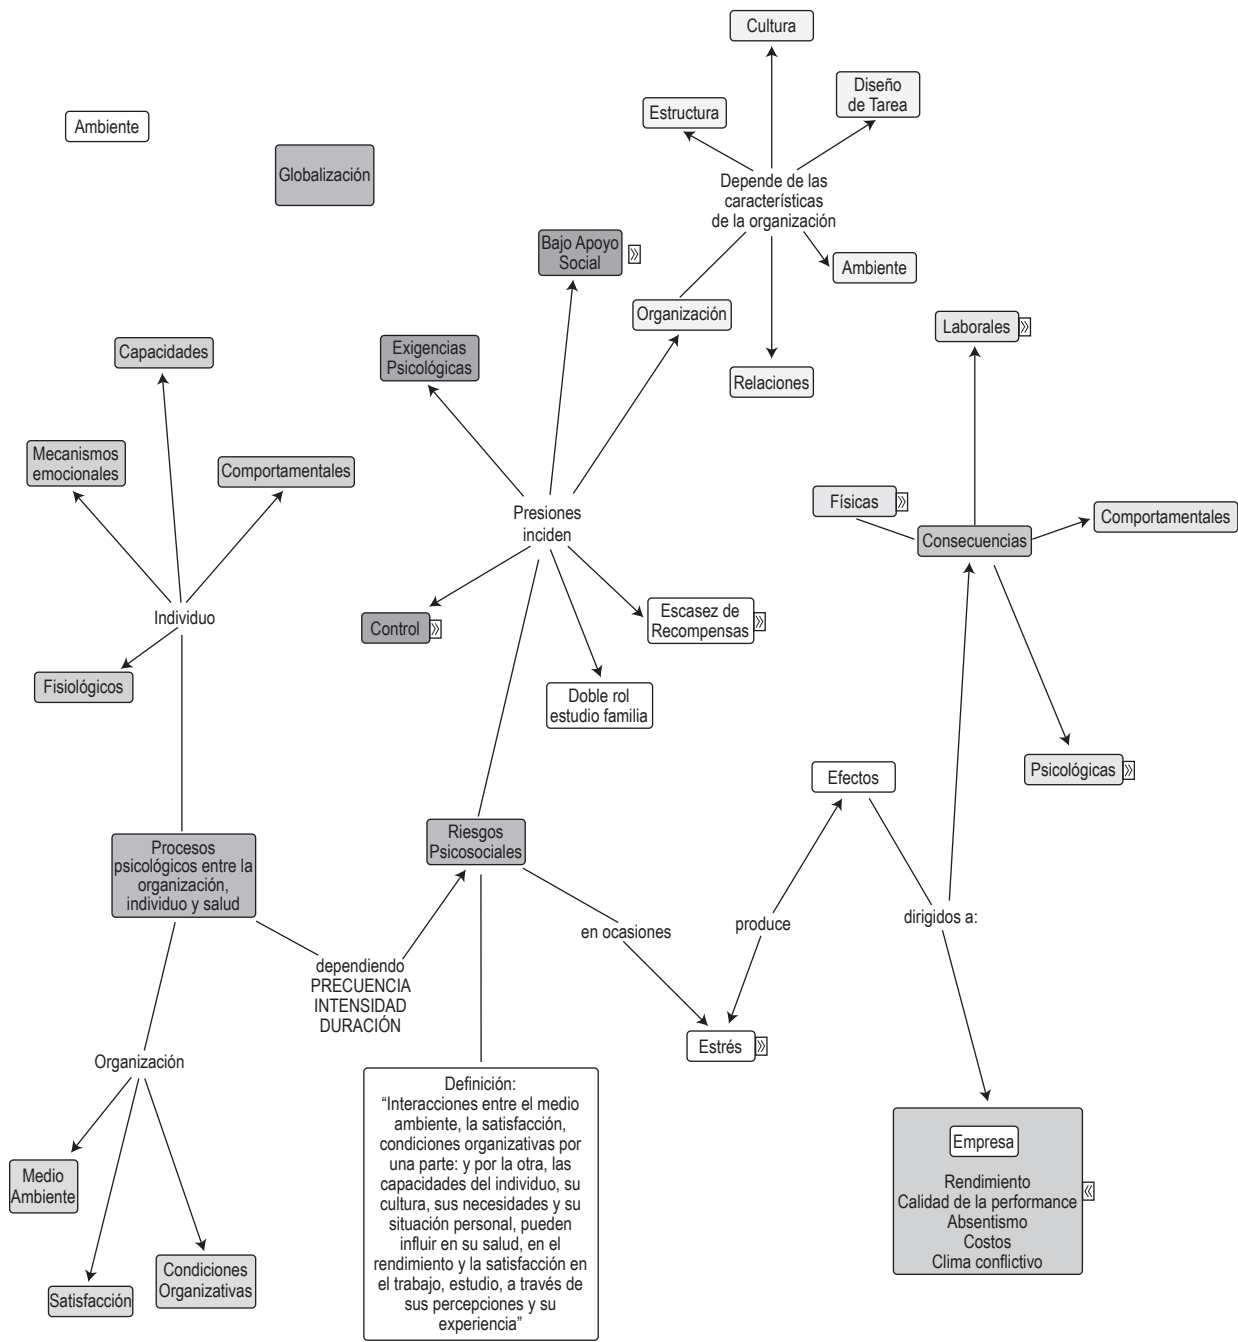 Cultura
Diseño
de Tarea
Estructura
Ambiente
Globalización
Depende de las
características
de la organización
Bajo Apoyo
Social
Ambiente
Organización
Laborales
Exigencias
Psicológicas
Capacidades
Relaciones
Mecanismos
emocionales
Comportamentales
Físicas
Presiones
inciden
Comportamentales
Consecuencias
Individuo
Control
Escasez de
Recompensas
Fisiológicos
Doble rol
estudio familia
Psicológicas
Efectos
Procesos
psicológicos entre la
organización,
individuo y salud
Riesgos
Psicosociales
en ocasiones
produce
dirigidos a:
dependiendo
PRECUENCIA
INTENSIDAD
DURACIÓN
Estrés
Organización
Definición:
“Interacciones entre el medio
ambiente, la satisfacción,
condiciones organizativas por
una parte: y por la otra, las
capacidades del individuo, su
cultura, sus necesidades y su
situación personal, pueden
influir en su salud, en el
rendimiento y la satisfacción en
el trabajo, estudio, a través de
sus percepciones y su
experiencia”
Empresa
Rendimiento
Calidad de la performance
Absentismo
Costos
Clima conflictivo
Medio
Ambiente
Satisfacción
Condiciones
Organizativas